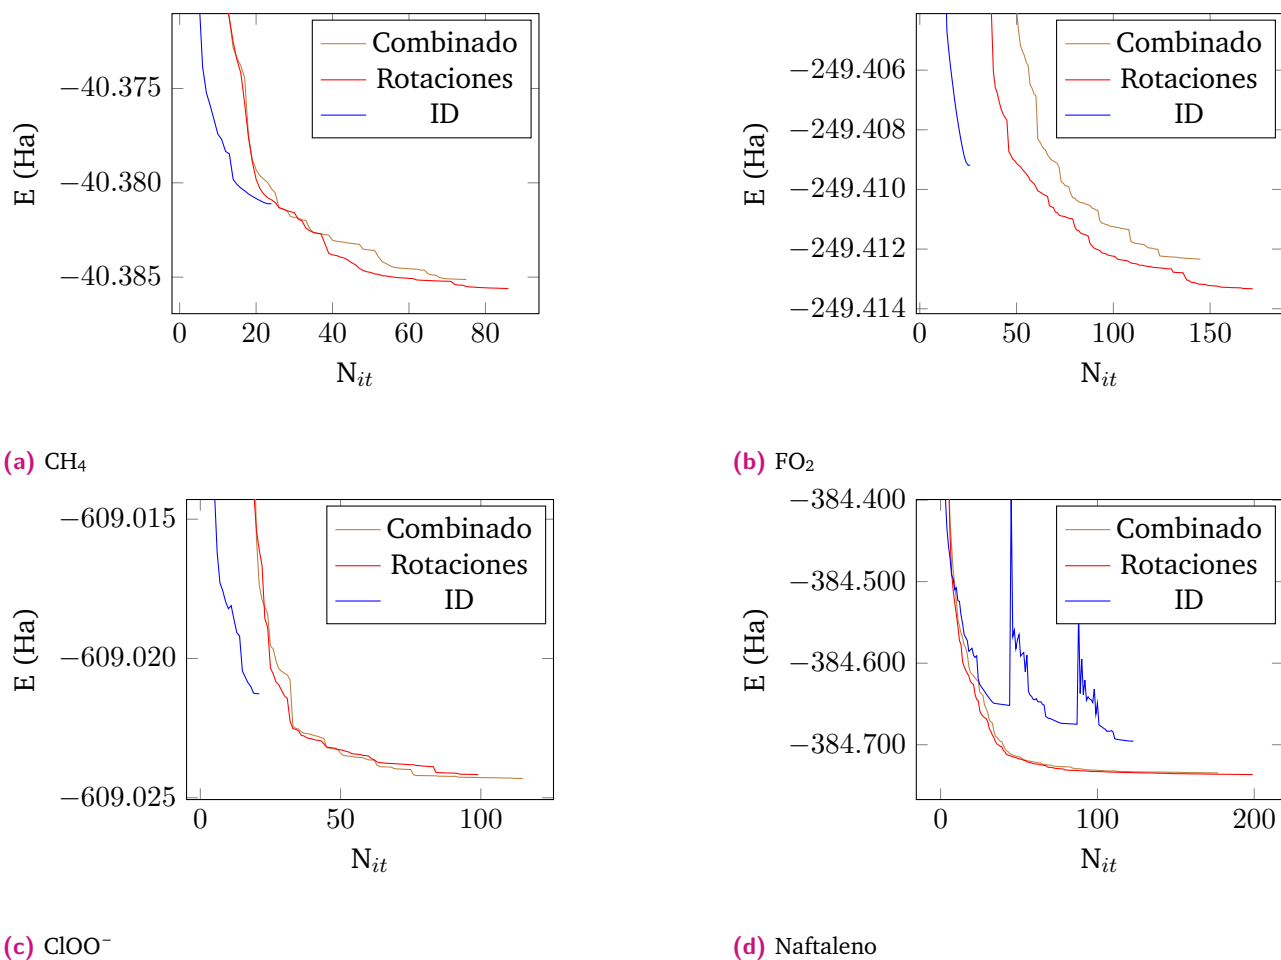 Combinado
Rotaciones
ID
−40.375
−40.380
−40.385
E (Ha)
0 20 40 60 80
N_it
(a) CH₄
Combinado
Rotaciones
ID
−249.406
−249.408
−249.410
−249.412
−249.414
E (Ha)
0 50 100 150
N_it
(b) FO₂
Combinado
Rotaciones
ID
−609.015
−609.020
−609.025
E (Ha)
0 50 100
N_it
(c) ClOO⁻
Combinado
Rotaciones
ID
−384.400
−384.500
−384.600
−384.700
E (Ha)
0 100 200
N_it
(d) Naftaleno